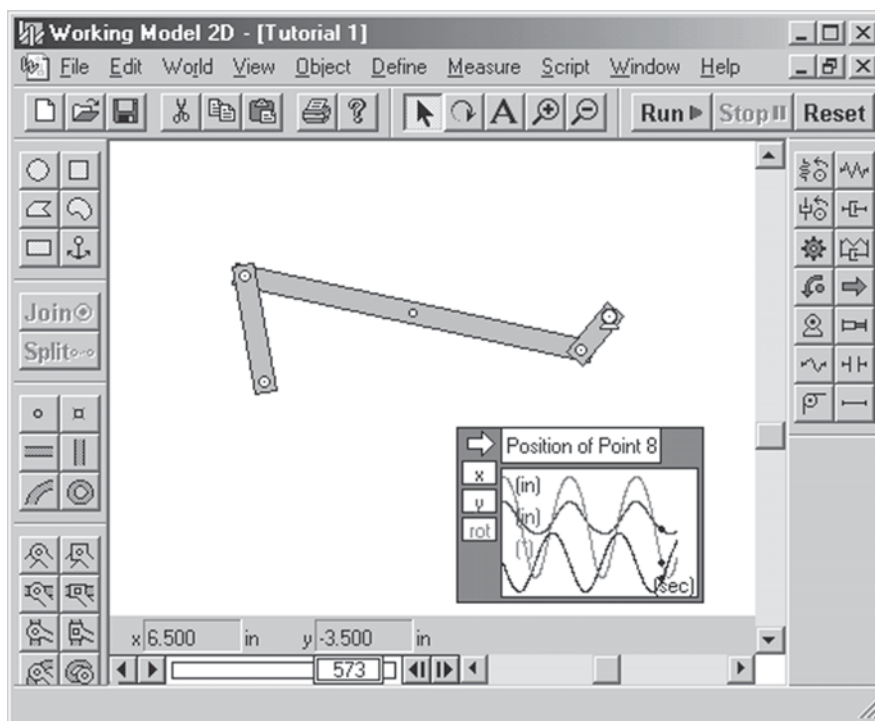 Working Model 2D - [Tutorial 1]
File Edit World View Object Define Measure Script Window Help
A Run Stop Reset
Join
Split
Position of Point 8
x (in)
y (in)
rot
(sec)
x 6.500 in y -3.500 in
573